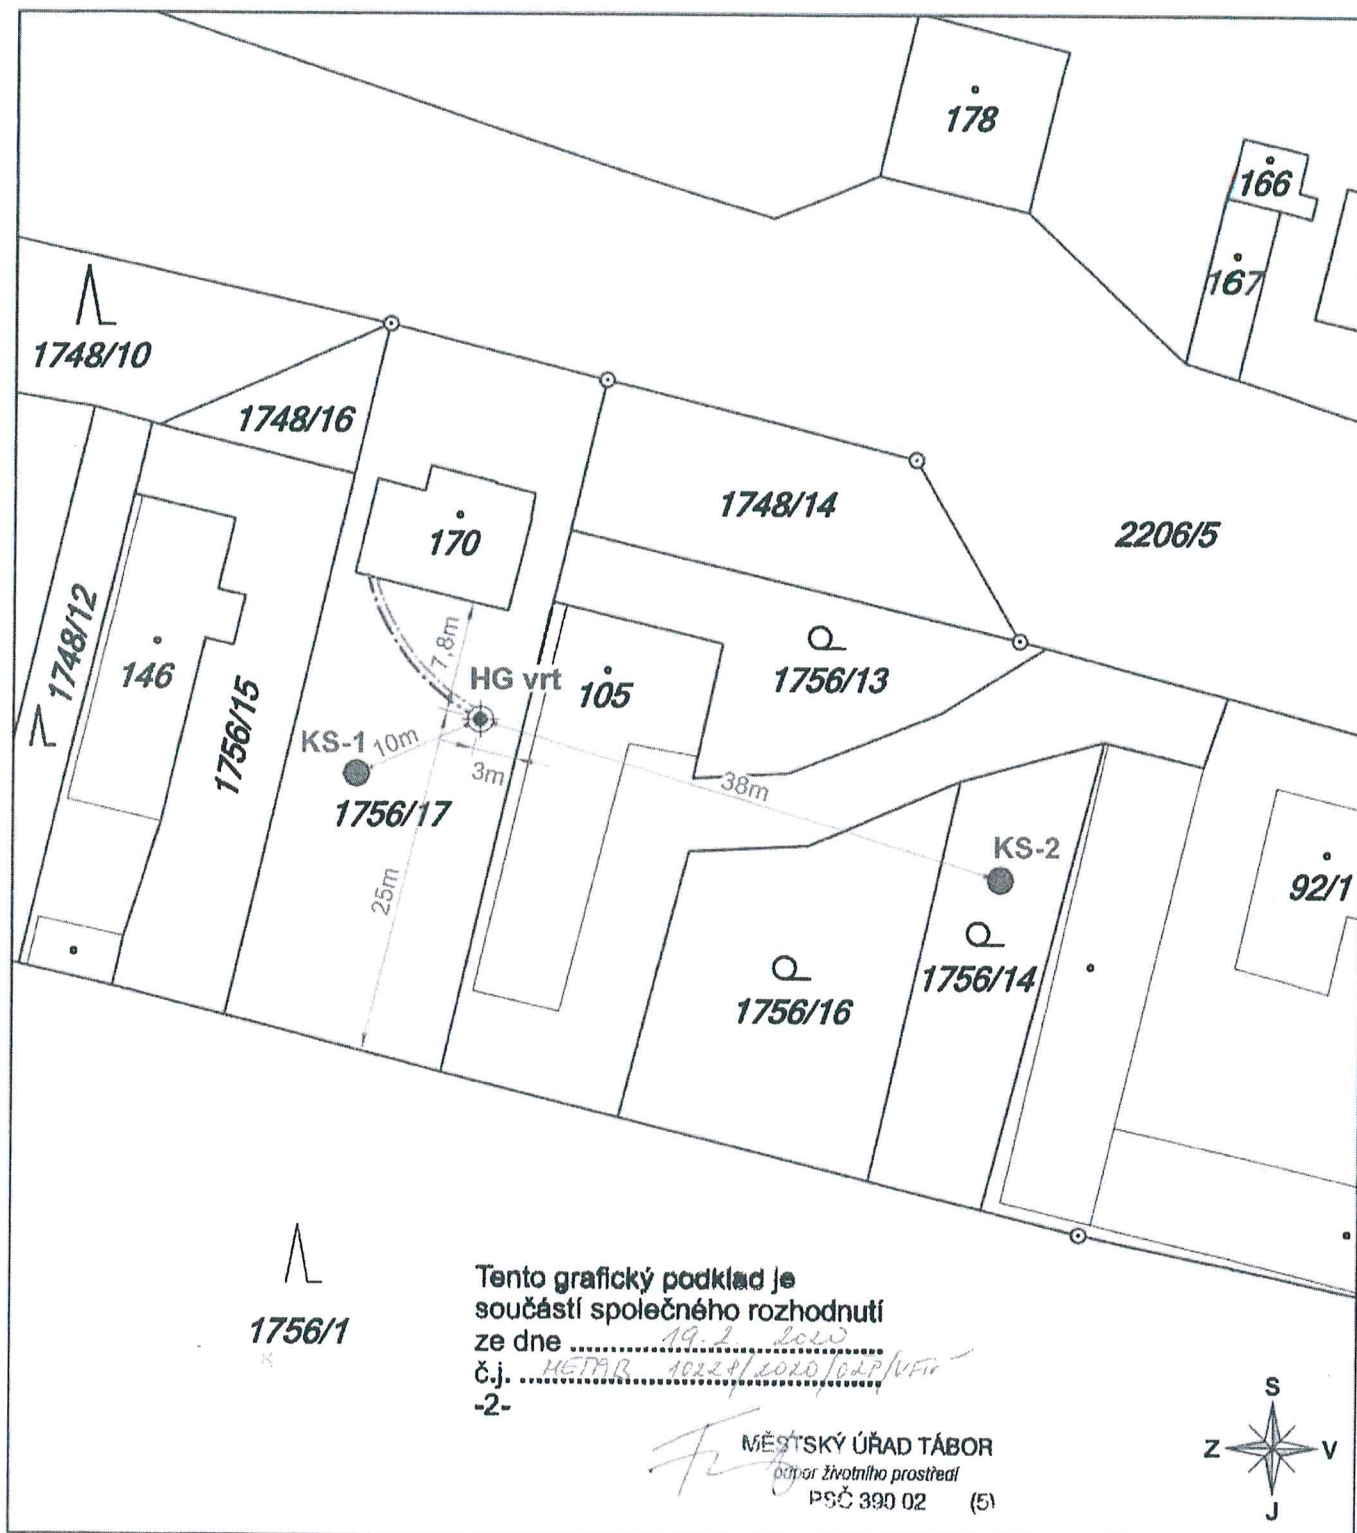 178
166
167
1748/10
1748/16
1748/14
2206/5
170
1748/12
146
1756/15
7,8m
HG vrt
105
1756/13
KS-1
10m
3m
1756/17
38m
KS-2
25m
92/1
1756/14
1756/16
1756/1
Tento grafický podklad je
součástí společného rozhodnutí
ze dne 19. 2. 2020
č.j. METAB
-2-
MĚSTSKÝ ÚŘAD TÁBOR
odbor životního prostředí
PSČ 390 02 (5)
S
Z V
J